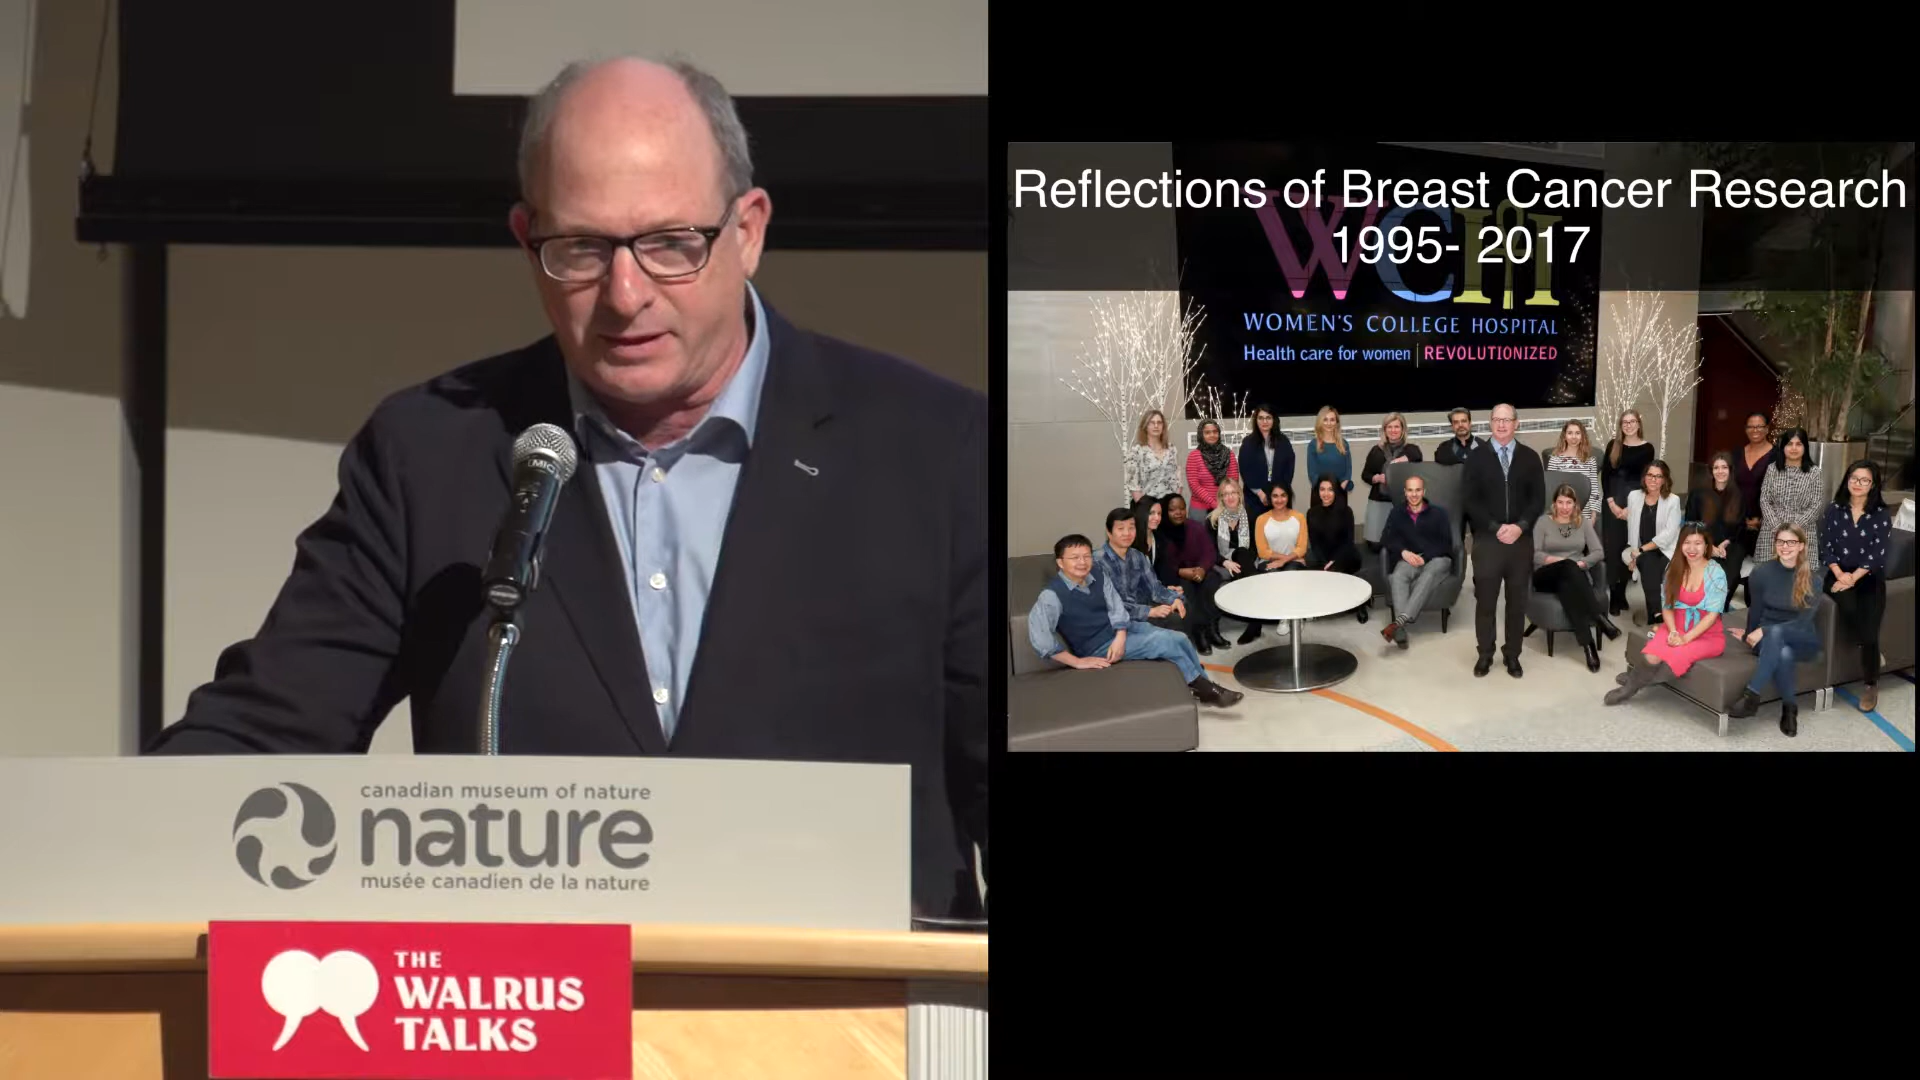 MIC
canadian museum of nature
nature
musée canadien de la nature
THE
WALRUS
TALKS
Reflections of Breast Cancer Research
1995- 2017
WCH
WOMEN'S COLLEGE HOSPITAL
Health care for women | REVOLUTIONIZED